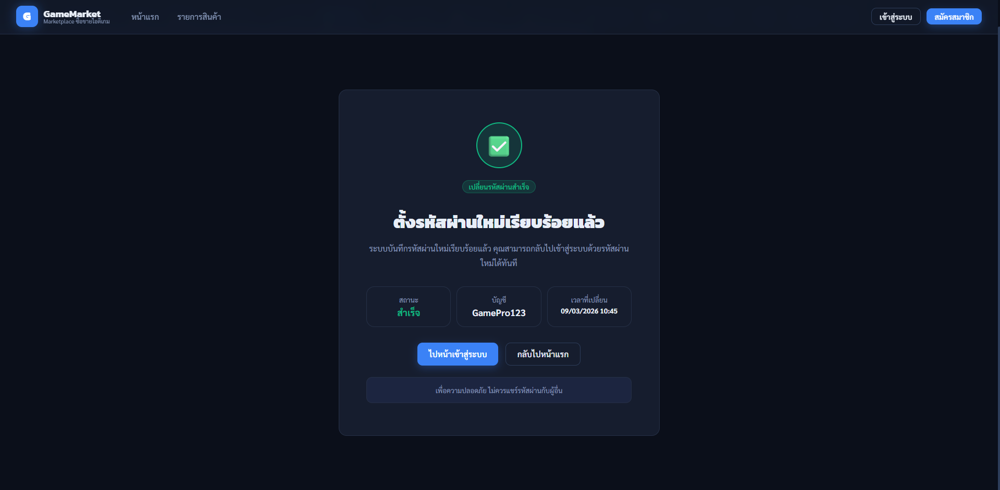 G
GameMarket
Marketplace ซื้อขายไอดีเกม
หน้าแรก
รายการสินค้า
เข้าสู่ระบบ
สมัครสมาชิก
เปลี่ยนรหัสผ่านสำเร็จ
ตั้งรหัสผ่านใหม่เรียบร้อยแล้ว
ระบบบันทึกรหัสผ่านใหม่เรียบร้อยแล้ว คุณสามารถกลับไปเข้าสู่ระบบด้วยรหัสผ่าน
ใหม่ได้ทันที
สถานะ
สำเร็จ
บัญชี
GamePro123
เวลาที่เปลี่ยน
09/03/2026 10:45
ไปหน้าเข้าสู่ระบบ
กลับไปหน้าแรก
เพื่อความปลอดภัย ไม่ควรแชร์รหัสผ่านกับผู้อื่น